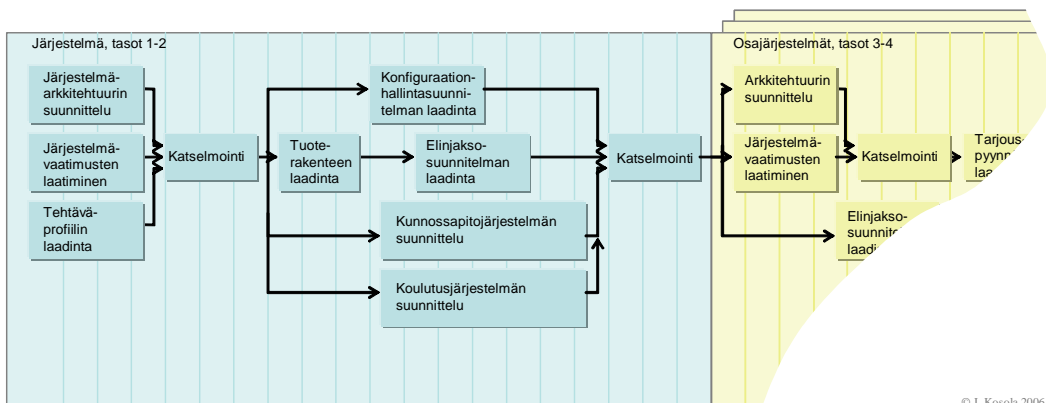 Järjestelmä, tasot 1-2
Järjestelmä-
arkkitehtuurin
suunnittelu
Järjestelmä-
vaatimusten
laatiminen
Tehtävä-
profiilin
laadinta
Katselmointi
Konfiguraation-
hallintasuunni-
telman laadinta
Tuote-
rakenteen
laadinta
Elinjakso-
suunnitelman
laadinta
Kunnossapitojärjestelmän
suunnittelu
Koulutusjärjestelmän
suunnittelu
Katselmointi
Osajärjestelmät, tasot 3-4
Arkkitehtuurin
suunnittelu
Järjestelmä-
vaatimusten
laatiminen
Katselmointi
Tarjous-
Elinjakso-
© J. Kosola 2006